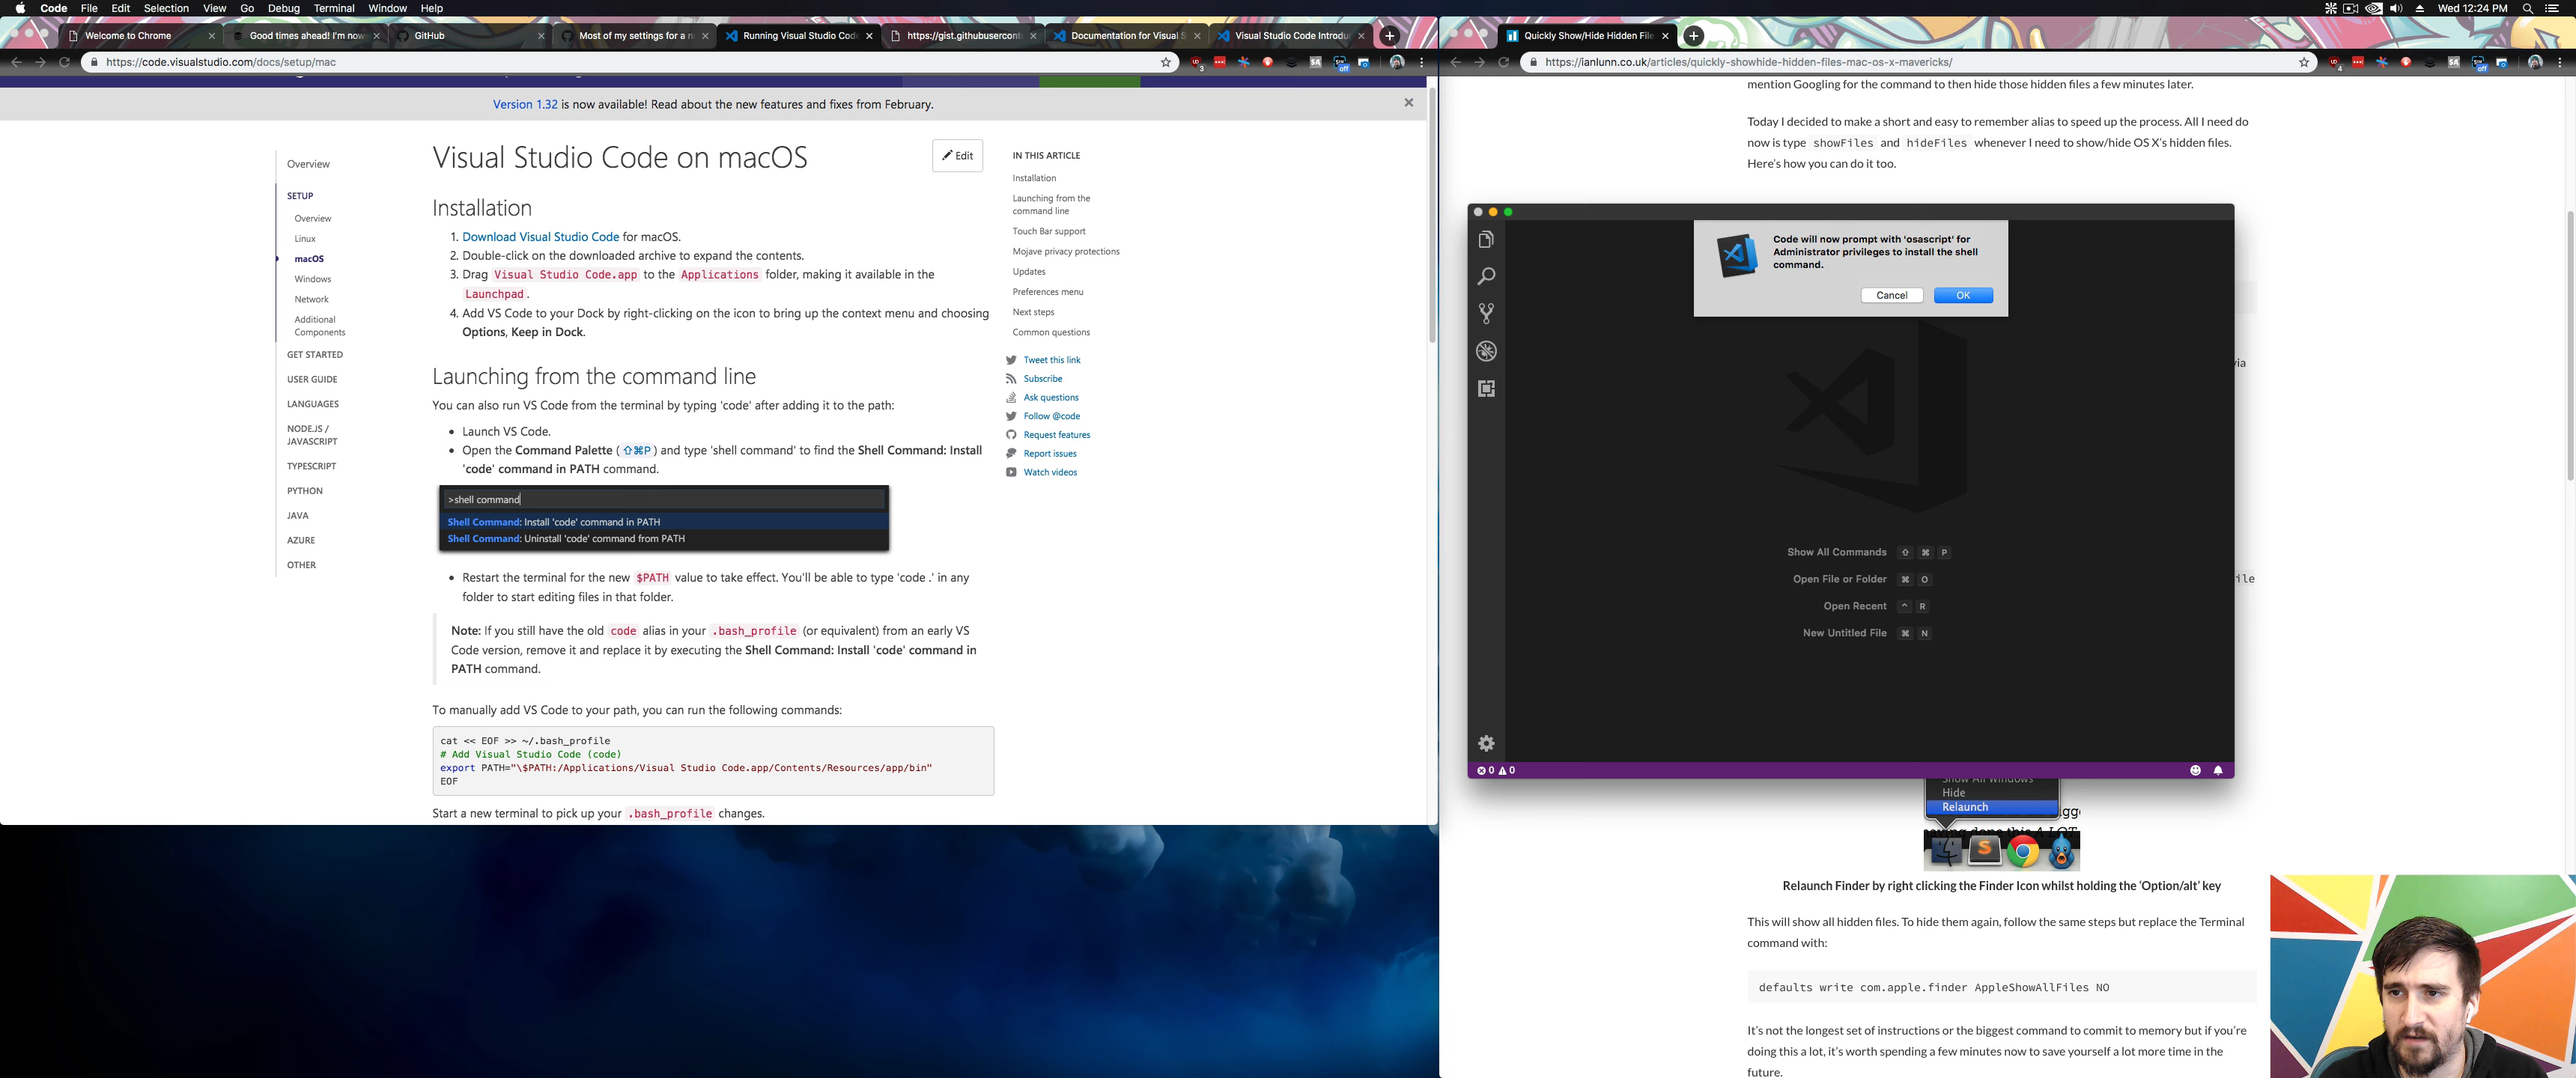 Code File Edit Selection View Go Debug Terminal Window Help
Wed 12:24 PM
Welcome to Chrome
Good times ahead! I'm now
GitHub
Most of my settings for a n
Running Visual Studio Code
https://gist.githubusercont
Documentation for Visual S
Visual Studio Code Introdu
https://code.visualstudio.com/docs/setup/mac
Version 1.32 is now available! Read about the new features and fixes from February.
Overview
SETUP
Overview
Linux
macOS
Windows
Network
Additional
Components
GET STARTED
USER GUIDE
LANGUAGES
NODE.JS /
JAVASCRIPT
TYPESCRIPT
PYTHON
JAVA
AZURE
OTHER
Visual Studio Code on macOS
Edit
Installation
1. Download Visual Studio Code for macOS.
2. Double-click on the downloaded archive to expand the contents.
3. Drag Visual Studio Code.app to the Applications folder, making it available in the
Launchpad.
4. Add VS Code to your Dock by right-clicking on the icon to bring up the context menu and choosing
Options, Keep in Dock.
Launching from the command line
You can also run VS Code from the terminal by typing 'code' after adding it to the path:
• Launch VS Code.
• Open the Command Palette (⇧⌘P) and type 'shell command' to find the Shell Command: Install
'code' command in PATH command.
>shell command
Shell Command: Install 'code' command in PATH
Shell Command: Uninstall 'code' command from PATH
• Restart the terminal for the new $PATH value to take effect. You'll be able to type 'code .' in any
folder to start editing files in that folder.
Note: If you still have the old code alias in your .bash_profile (or equivalent) from an early VS
Code version, remove it and replace it by executing the Shell Command: Install 'code' command in
PATH command.
To manually add VS Code to your path, you can run the following commands:
cat << EOF >> ~/.bash_profile
# Add Visual Studio Code (code)
export PATH="\$PATH:/Applications/Visual Studio Code.app/Contents/Resources/app/bin"
EOF
Start a new terminal to pick up your .bash_profile changes.
IN THIS ARTICLE
Installation
Launching from the
command line
Touch Bar support
Mojave privacy protections
Updates
Preferences menu
Next steps
Common questions
Tweet this link
Subscribe
Ask questions
Follow @code
Request features
Report issues
Watch videos
Quickly Show/Hide Hidden File
https://ianlunn.co.uk/articles/quickly-showhide-hidden-files-mac-os-x-mavericks/
mention Googling for the command to then hide those hidden files a few minutes later.
Today I decided to make a short and easy to remember alias to speed up the process. All I need do
now is type showFiles and hideFiles whenever I need to show/hide OS X's hidden files.
Here's how you can do it too.
Code will now prompt with 'osascript' for
Administrator privileges to install the shell
command.
Cancel OK
via
ile
Show All Commands ⇧ ⌘ P
Open File or Folder ⌘ O
Open Recent ^ R
New Untitled File ⌘ N
0 0
Show All Windows
Hide
Relaunch
Relaunch Finder by right clicking the Finder Icon whilst holding the 'Option/alt' key
This will show all hidden files. To hide them again, follow the same steps but replace the Terminal
command with:
defaults write com.apple.finder AppleShowAllFiles NO
It's not the longest set of instructions or the biggest command to commit to memory but if you're
doing this a lot, it's worth spending a few minutes now to save yourself a lot more time in the
future.